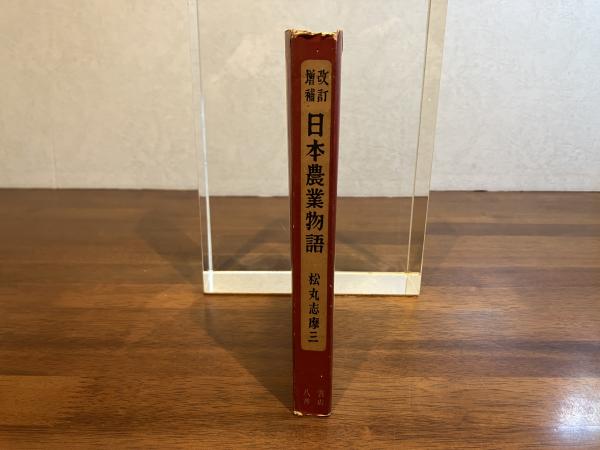 改訂
増補
日本農業物語
松丸志摩三